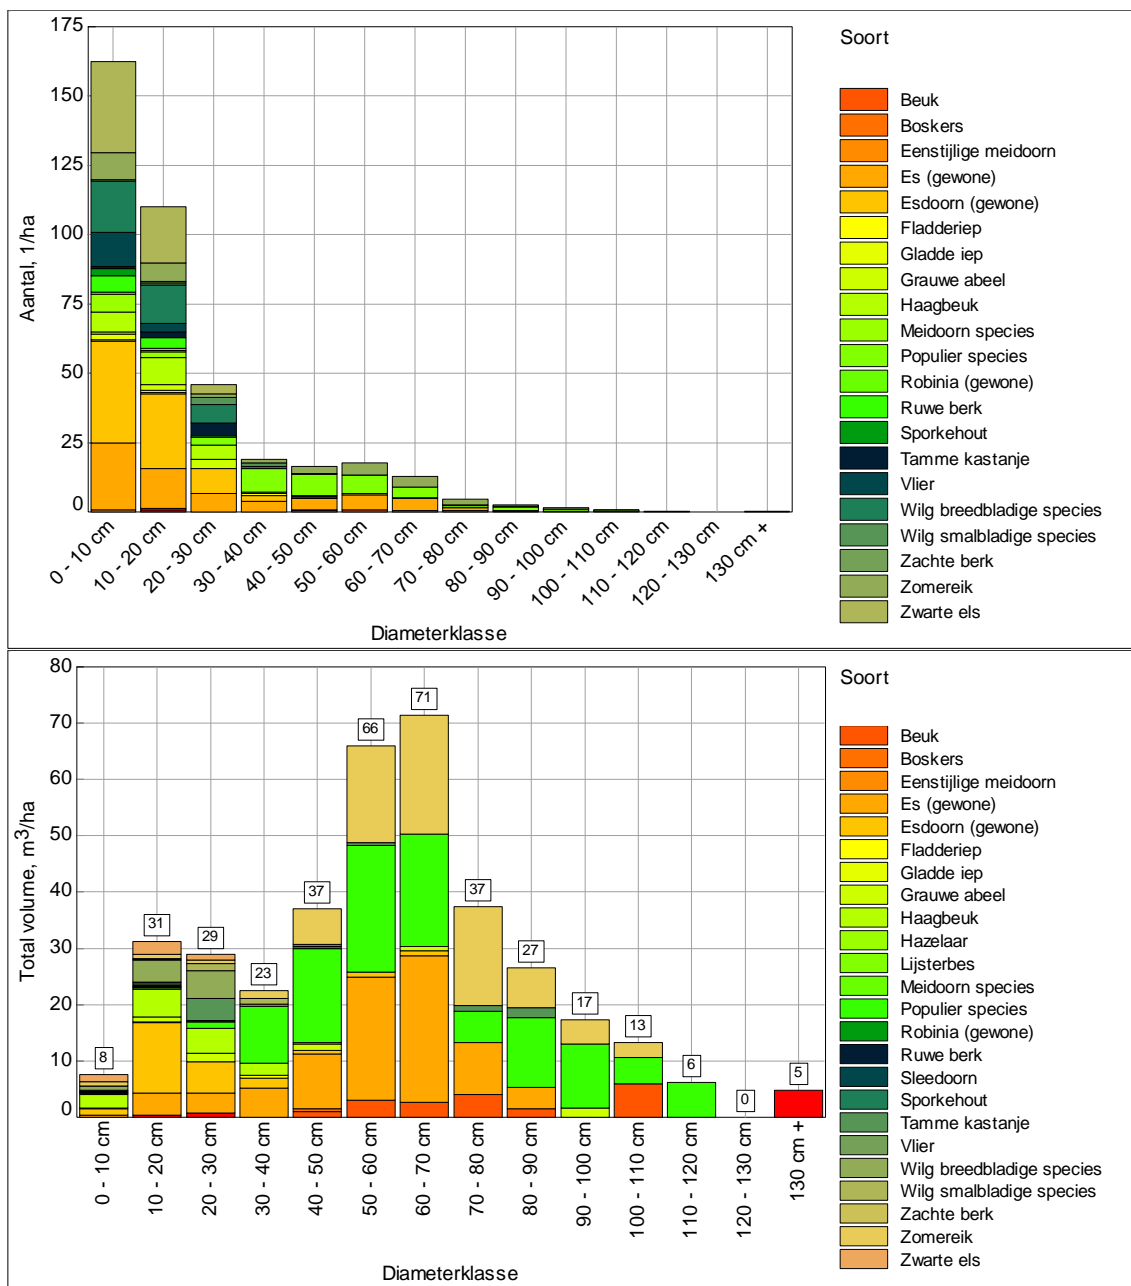 175
150
125
100
75
50
25
0
Aantal, 1/ha
0 - 10 cm
10 - 20 cm
20 - 30 cm
30 - 40 cm
40 - 50 cm
50 - 60 cm
60 - 70 cm
70 - 80 cm
80 - 90 cm
90 - 100 cm
100 - 110 cm
110 - 120 cm
120 - 130 cm
130 cm +
Diameterklasse
Soort
Beuk
Boskers
Eenstijlige meidoorn
Es (gewone)
Esdoorn (gewone)
Fladderiep
Gladde iep
Grauwe abeel
Haagbeuk
Meidoorn species
Populier species
Robinia (gewone)
Ruwe berk
Sporkehout
Tamme kastanje
Vlier
Wilg breedbladige species
Wilg smalbladige species
Zachte berk
Zomereik
Zwarte els
80
70
60
50
40
30
20
10
0
Total volume, m³/ha
8
31
29
23
37
66
71
37
27
17
13
6
0
5
0 - 10 cm
10 - 20 cm
20 - 30 cm
30 - 40 cm
40 - 50 cm
50 - 60 cm
60 - 70 cm
70 - 80 cm
80 - 90 cm
90 - 100 cm
100 - 110 cm
110 - 120 cm
120 - 130 cm
130 cm +
Diameterklasse
Soort
Beuk
Boskers
Eenstijlige meidoorn
Es (gewone)
Esdoorn (gewone)
Fladderiep
Gladde iep
Grauwe abeel
Haagbeuk
Hazelaar
Lijsterbes
Meidoorn species
Populier species
Robinia (gewone)
Ruwe berk
Sleedoorn
Sporkehout
Tamme kastanje
Vlier
Wilg breedbladige species
Wilg smalbladige species
Zachte berk
Zomereik
Zwarte els